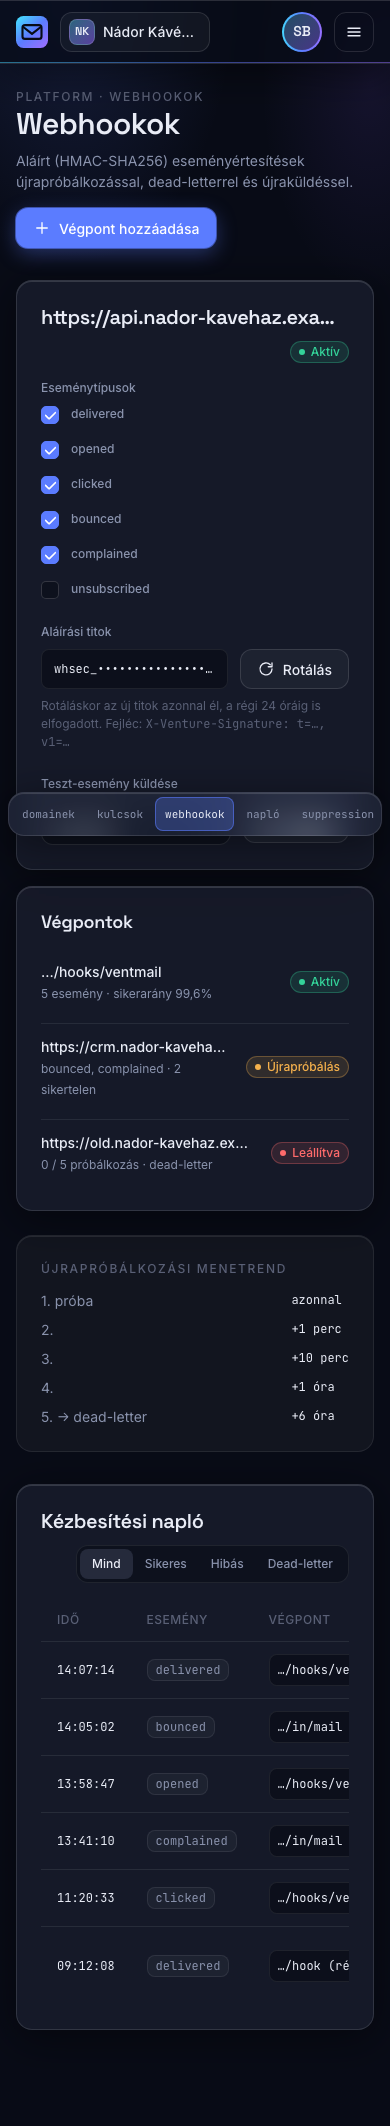 NK Nádor Kávé... SB
PLATFORM · WEBHOOKOK
Webhookok
Aláírt (HMAC-SHA256) eseményértesítések
újrapróbálkozással, dead-letterrel és újraküldéssel.
Végpont hozzáadása
https://api.nador-kavehaz.exa...
Aktív
Eseménytípusok
delivered
opened
clicked
bounced
complained
unsubscribed
Aláírási titok
whsec_•••••••••••••••… Rotálás
Rotáláskor az új titok azonnal él, a régi 24 óráig is
elfogadott. Fejléc: X-Venture-Signature: t=…,
v1=…
Teszt-esemény küldése
domainek kulcsok webhookok napló suppression
Végpontok
…/hooks/ventmail
5 esemény · sikerarány 99,6%
Aktív
https://crm.nador-kaveha...
bounced, complained · 2
sikertelen
Újrapróbálás
https://old.nador-kavehaz.ex...
0 / 5 próbálkozás · dead-letter
Leállítva
ÚJRAPRÓBÁLKOZÁSI MENETREND
1. próba azonnal
2. +1 perc
3. +10 perc
4. +1 óra
5. → dead-letter +6 óra
Kézbesítési napló
Mind Sikeres Hibás Dead-letter
IDŐ ESEMÉNY VÉGPONT
14:07:14 delivered …/hooks/ve
14:05:02 bounced …/in/mail
13:58:47 opened …/hooks/ve
13:41:10 complained …/in/mail
11:20:33 clicked …/hooks/ve
09:12:08 delivered …/hook (ré